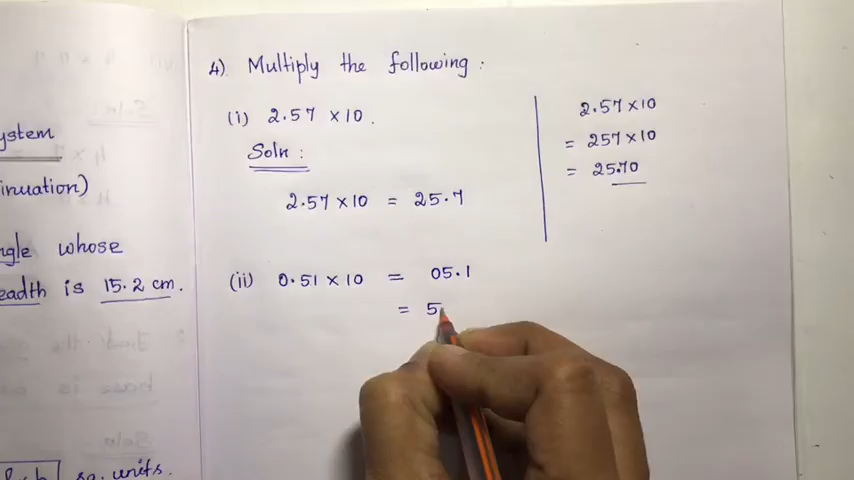 ystem
inuation)
ngle whose
eadth is 15.2 cm.
sq. units.
4) Multiply the following :
(i) 2.57 × 10 .
Soln :
2.57 × 10 = 25.7
(ii) 0.51 × 10 = 05.1
= 5
2.57 × 10
= 257 × 10
= 25.70